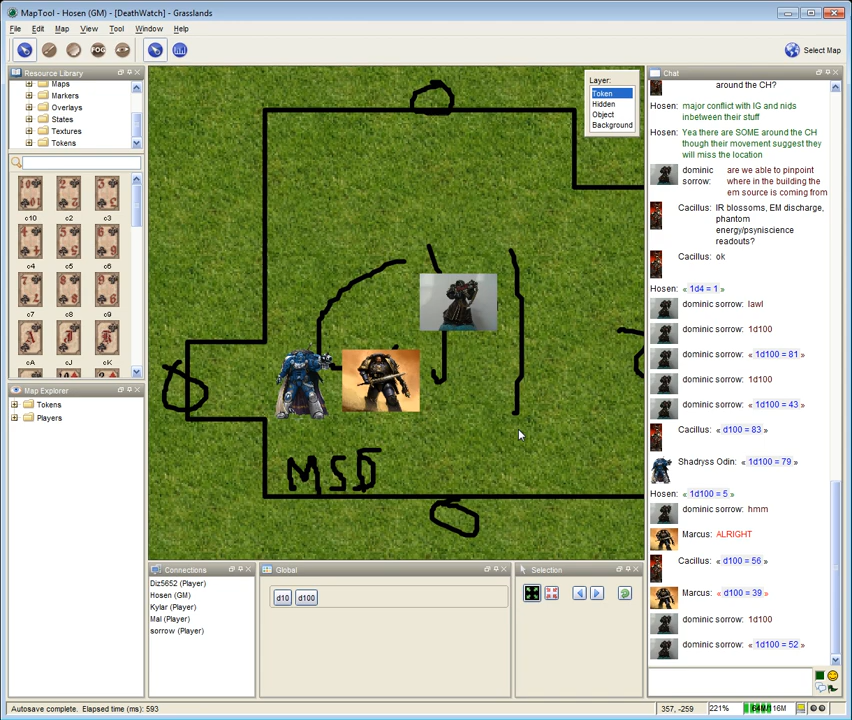 MapTool - Hosen (GM) - [DeathWatch] - Grasslands
File Edit Map View Tool Window Help
FOG
Select Map
Resource Library
Maps
Markers
Overlays
States
Textures
Tokens
c10 c2 c3
c4 c5 c6
c7 c8 c9
cA cJ cK
Map Explorer
Tokens
Players
Layer:
Token
Hidden
Object
Background
MSD
Connections
Diz5652 (Player)
Hosen (GM)
Kylar (Player)
Mal (Player)
sorrow (Player)
Global
d10 d100
Selection
Chat
around the CH?
Hosen: major conflict with IG and nids
inbetween their stuff
Hosen: Yea there are SOME around the CH
though their movement suggest they
will miss the location
dominic sorrow: are we able to pinpoint
where in the building the
em source is coming from
Cacillus: IR blossoms, EM discharge,
phantom
energy/psyniscience
readouts?
Cacillus: ok
Hosen: « 1d4 = 1 »
dominic sorrow: lawl
dominic sorrow: 1d100
dominic sorrow: « 1d100 = 81 »
dominic sorrow: 1d100
dominic sorrow: « 1d100 = 43 »
Cacillus: « d100 = 83 »
Shadryss Odin: « 1d100 = 79 »
Hosen: « 1d100 = 5 »
dominic sorrow: hmm
Marcus: ALRIGHT
Cacillus: « d100 = 56 »
Marcus: « d100 = 39 »
dominic sorrow: 1d100
dominic sorrow: « 1d100 = 52 »
Autosave complete. Elapsed time (ms): 593
357, -259
221%